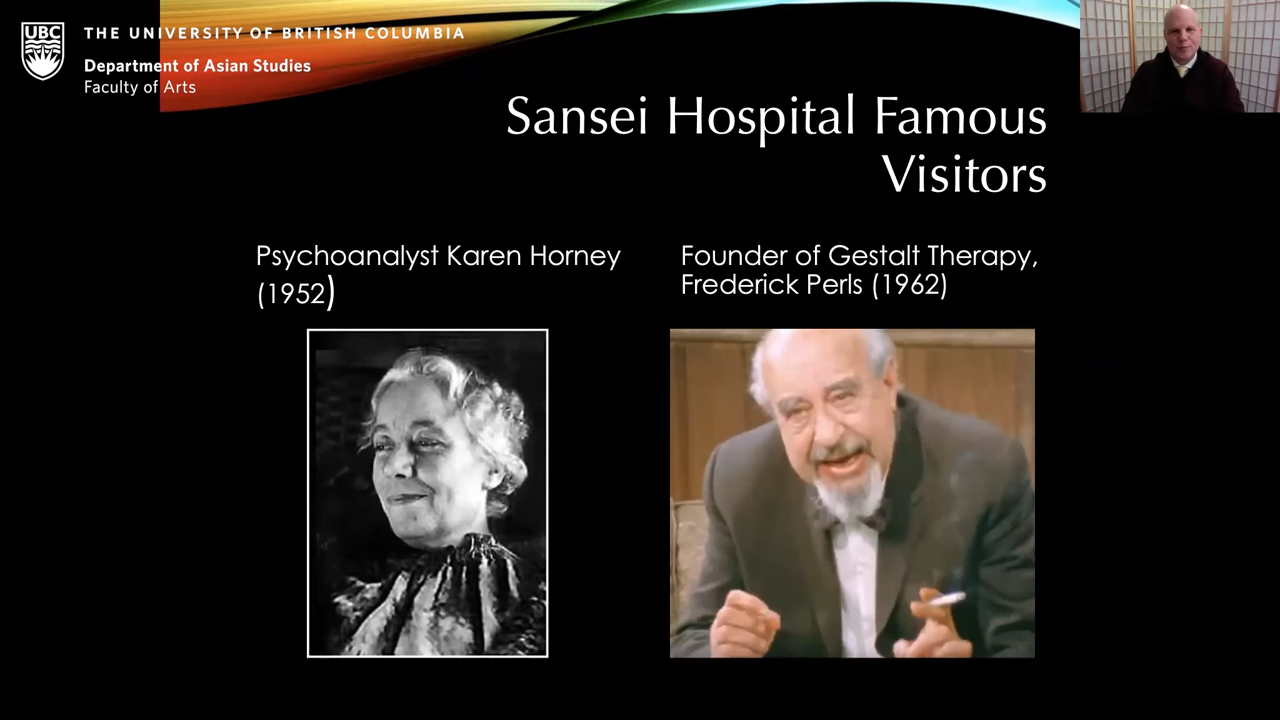 UBC
THE UNIVERSITY OF BRITISH COLUMBIA
Department of Asian Studies
Faculty of Arts
Sansei Hospital Famous
Visitors
Psychoanalyst Karen Horney
(1952)
Founder of Gestalt Therapy,
Frederick Perls (1962)